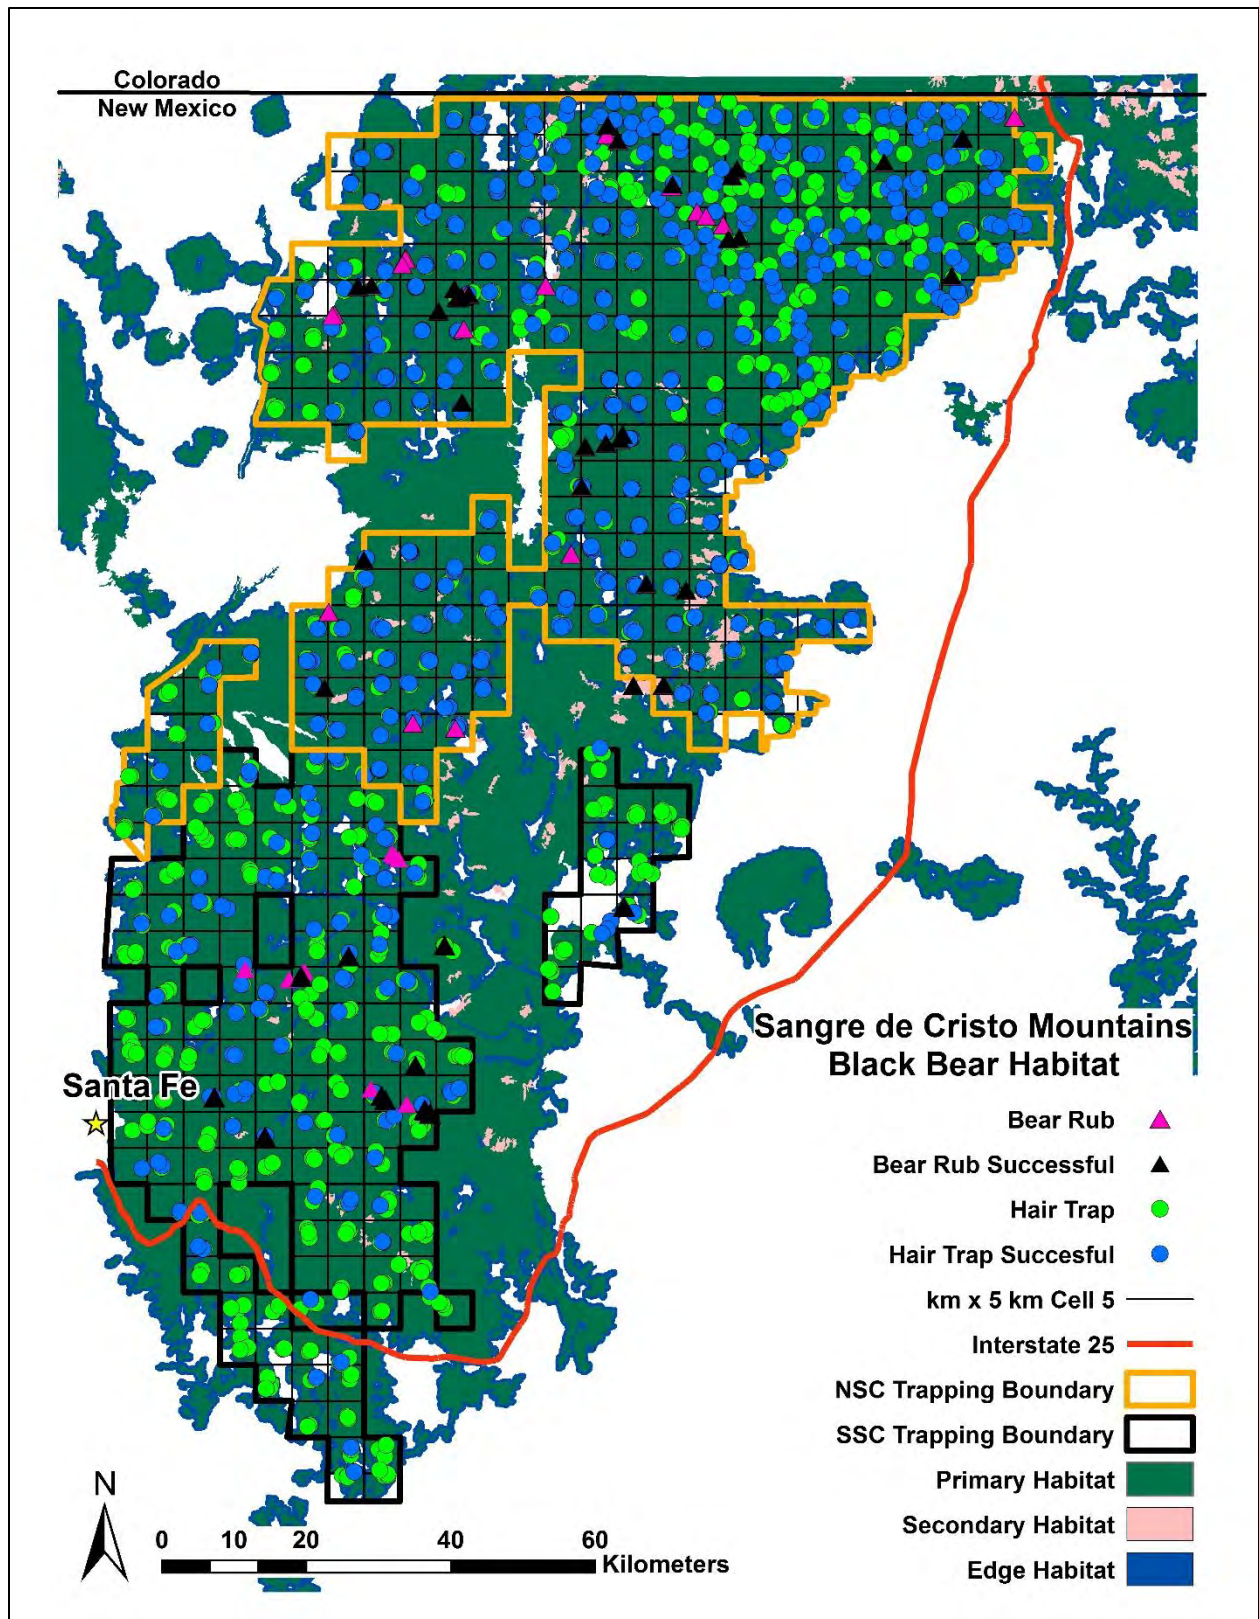 Colorado
New Mexico
Santa Fe
Sangre de Cristo Mountains
Black Bear Habitat
Bear Rub
Bear Rub Successful
Hair Trap
Hair Trap Succesful
km x 5 km Cell 5
Interstate 25
NSC Trapping Boundary
SSC Trapping Boundary
Primary Habitat
Secondary Habitat
Edge Habitat
N
0 10 20 40 60
Kilometers